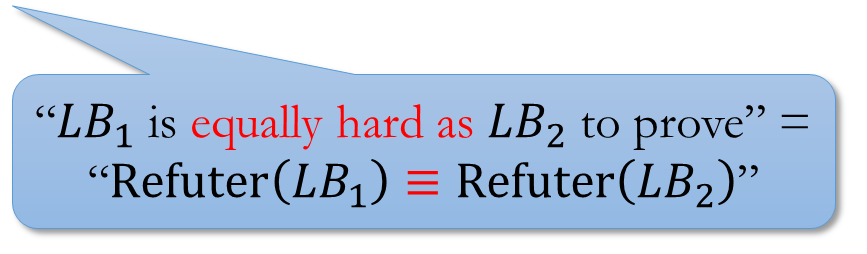 “𝐿𝐵₁ is equally hard as 𝐿𝐵₂ to prove” =
“Refuter(𝐿𝐵₁) ≡ Refuter(𝐿𝐵₂)”